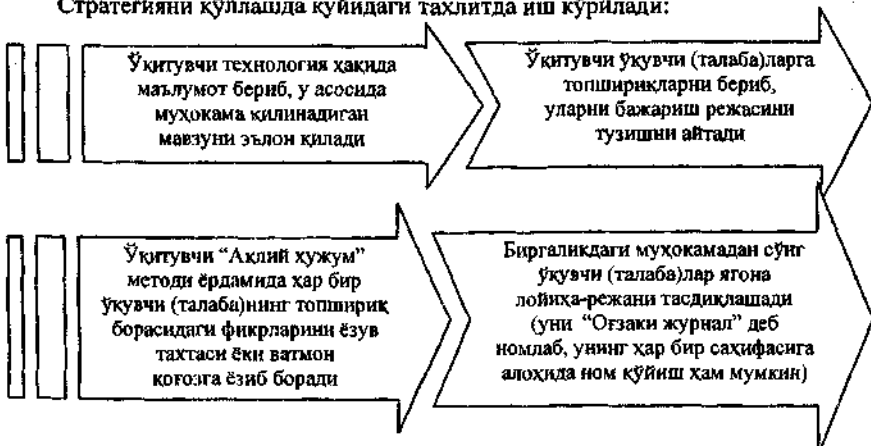 Стратегияни қўллашда қуйидаги тахлитда иш кўрилади:
Ўқитувчи технология ҳақида
маълумот бериб, у асосида
муҳокама қилинадиган
мавзуни эълон қилади
Ўқитувчи ўқувчи (талаба)ларга
топшириқларни бериб,
уларни бажариш режасини
тузишни айтади
Ўқитувчи “Ақлий ҳужум”
методи ёрдамида ҳар бир
ўқувчи (талаба)нинг топшириқ
борасидаги фикрларини ёзув
тахтаси ёки ватмон
қоғозга ёзиб боради
Биргаликдаги муҳокамадан сўнг
ўқувчи (талаба)лар ягона
лойиҳа-режани тасдиқлашади
(уни “Оғзаки журнал” деб
номлаб, унинг ҳар бир саҳифасига
алоҳида ном қўйиш ҳам мумкин)